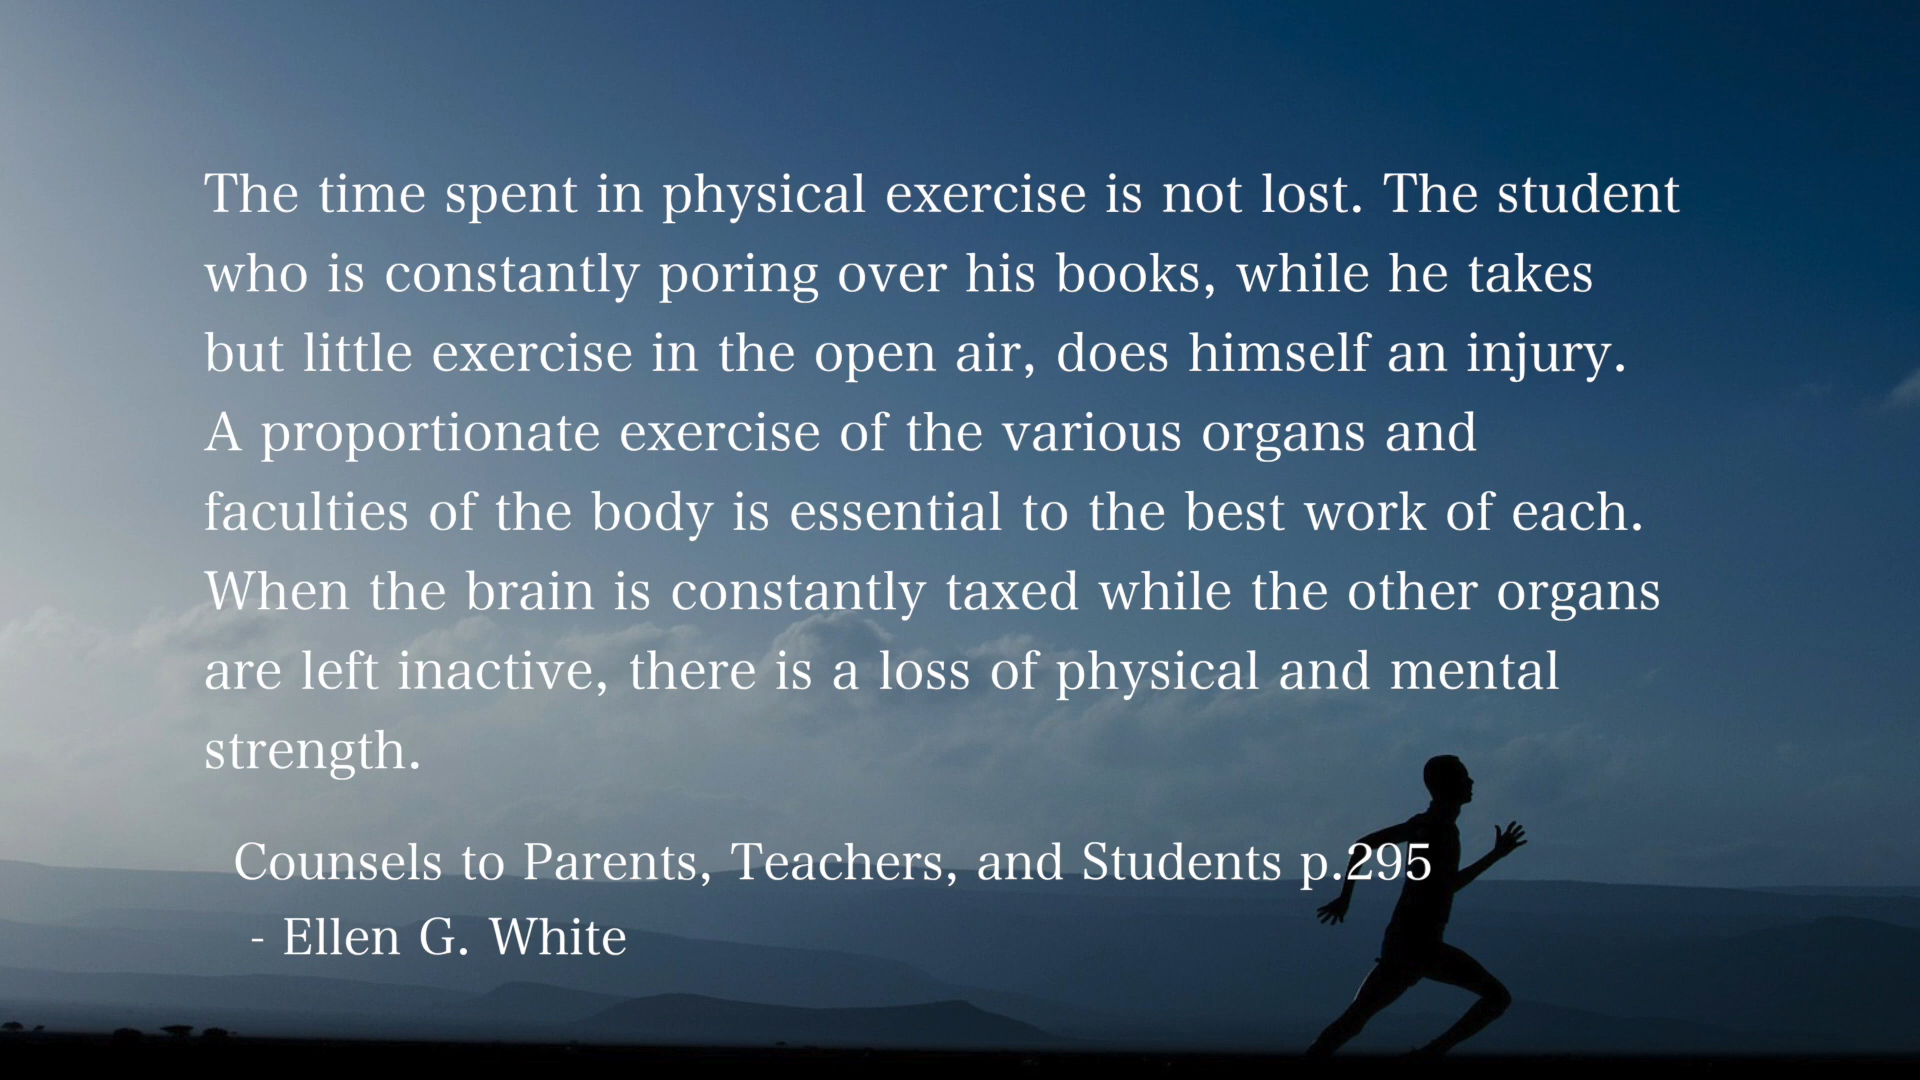 The time spent in physical exercise is not lost. The student
who is constantly poring over his books, while he takes
but little exercise in the open air, does himself an injury.
A proportionate exercise of the various organs and
faculties of the body is essential to the best work of each.
When the brain is constantly taxed while the other organs
are left inactive, there is a loss of physical and mental
strength.
Counsels to Parents, Teachers, and Students p.295
- Ellen G. White